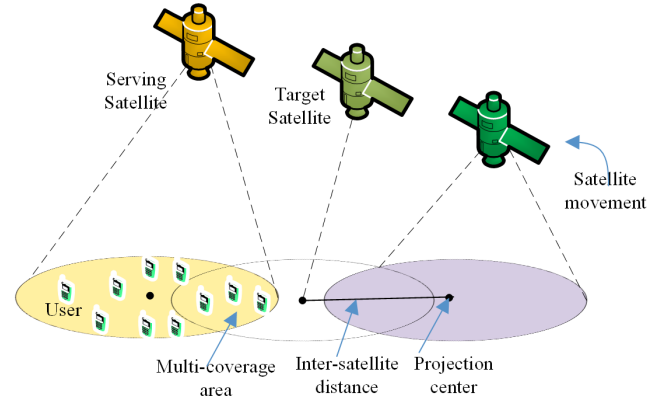 Serving
Satellite
Target
Satellite
Satellite
movement
User
Multi-coverage
area
Inter-satellite
distance
Projection
center